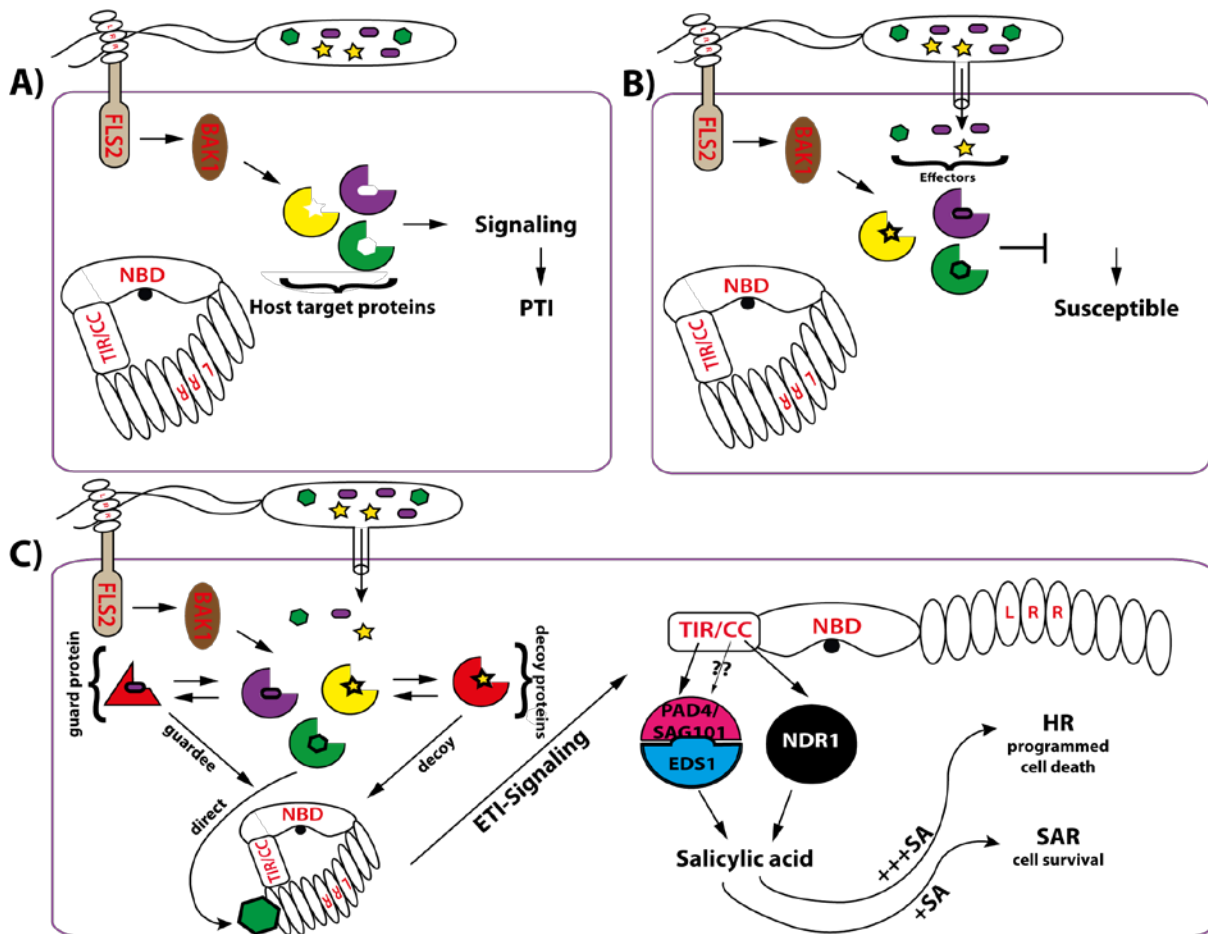 A)
L R R
FLS2
BAK1
Signaling
PTI
Host target proteins
NBD
TIR/CC
L R R
B)
L R R
FLS2
BAK1
Effectors
Susceptible
NBD
TIR/CC
L R R
C)
L R R
FLS2
BAK1
guard protein
decoy proteins
guardee
decoy
direct
NBD
TIR/CC
L R R
ETI-Signaling
TIR/CC
NBD
L R R
??
PAD4/
SAG101
EDS1
NDR1
Salicylic acid
+++SA
+SA
HR
programmed
cell death
SAR
cell survival